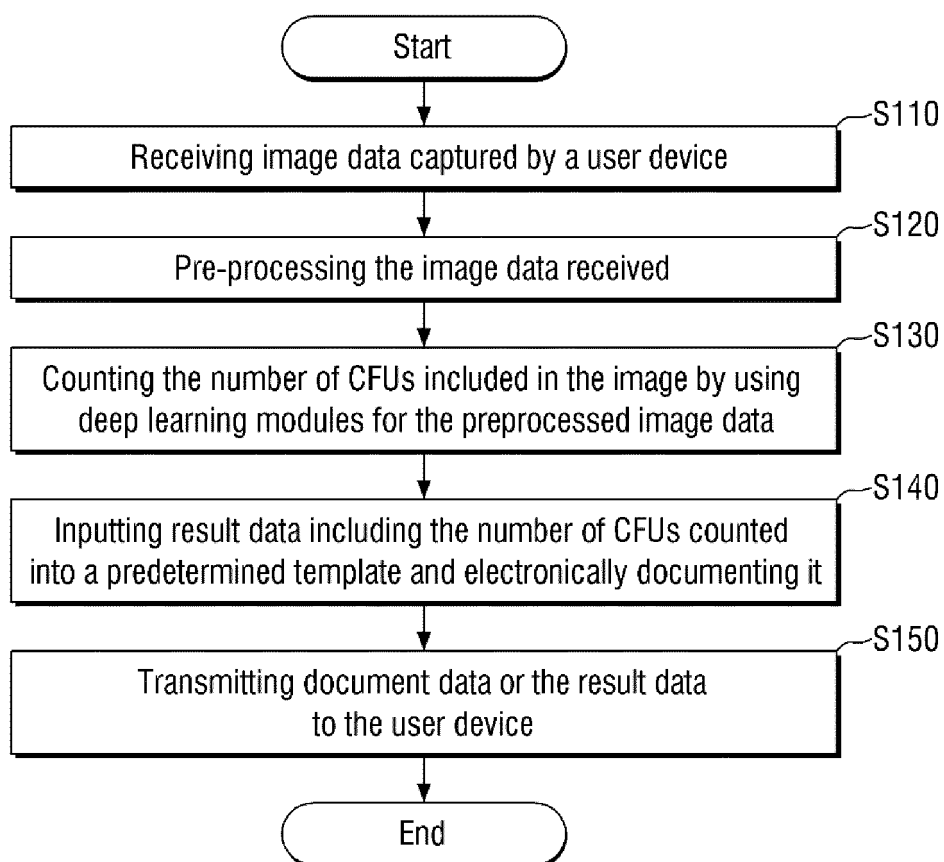 Start
S110
Receiving image data captured by a user device
S120
Pre-processing the image data received
S130
Counting the number of CFUs included in the image by using
deep learning modules for the preprocessed image data
S140
Inputting result data including the number of CFUs counted
into a predetermined template and electronically documenting it
S150
Transmitting document data or the result data
to the user device
End